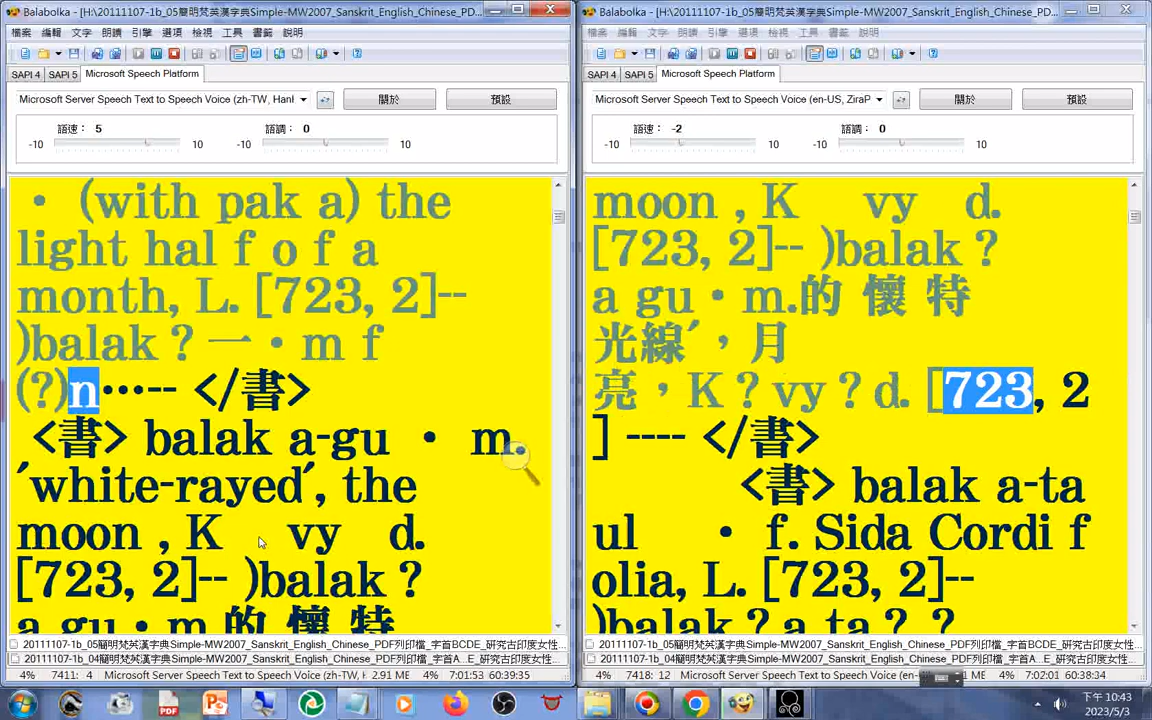 Balabolka - [H:\20111107-1b_05簡明梵英漢字典Simple-MW2007_Sanskrit_English_Chinese_PD...
檔案 編輯 文字 朗讀 引擎 選項 檢視 工具 書籤 說明
SAPI 4 SAPI 5 Microsoft Speech Platform
Microsoft Server Speech Text to Speech Voice (zh-TW, Hanl 關於 預設
語速： 5 語調： 0
-10 10 -10 10
• (with pak a) the
light hal f o f a
month, L. [723, 2]--
)balak ? 一 • m f
(?)n…-- </書>
<書> balak a-gu • m.
′white-rayed′, the
moon , K vy d.
[723, 2]-- )balak ?
a gu • m.的 懷 特
20111107-1b_05簡明梵英漢字典Simple-MW2007_Sanskrit_English_Chinese_PDF列印檔_字首BCDE_研究古印度女性...
20111107-1b_04簡明梵英漢字典Simple-MW2007_Sanskrit_English_Chinese_PDF列印檔_字首A...E_研究古印度女性...
4% 7411: 4 Microsoft Server Speech Text to Speech Voice (zh-TW, H 2.91 ME 4% 7:01:53 60:39:35
Balabolka - [H:\20111107-1b_05簡明梵英漢字典Simple-MW2007_Sanskrit_English_Chinese_PD...
檔案 編輯 文字 朗讀 引擎 選項 檢視 工具 書籤 說明
SAPI 4 SAPI 5 Microsoft Speech Platform
Microsoft Server Speech Text to Speech Voice (en-US, ZiraP 關於 預設
語速： -2 語調： 0
-10 10 -10 10
moon , K vy d.
[723, 2]-- )balak ?
a gu • m.的 懷 特
光線′，月
亮，K ? vy ? d. [723, 2
] ---- </書>
<書> balak a-ta
ul • f. Sida Cordi f
olia, L. [723, 2]--
)balak ? a ta ? ?
20111107-1b_05簡明梵英漢字典Simple-MW2007_Sanskrit_English_Chinese_PDF列印檔_字首BCDE_研究古印度女性...
20111107-1b_04簡明梵英漢字典Simple-MW2007_Sanskrit_English_Chinese_PDF列印檔_字首A...E_研究古印度女性...
4% 7418: 12 Microsoft Server Speech Text to Speech Voice (en-US 4% 7:02:01 60:38:34
下午 10:43
2023/5/3